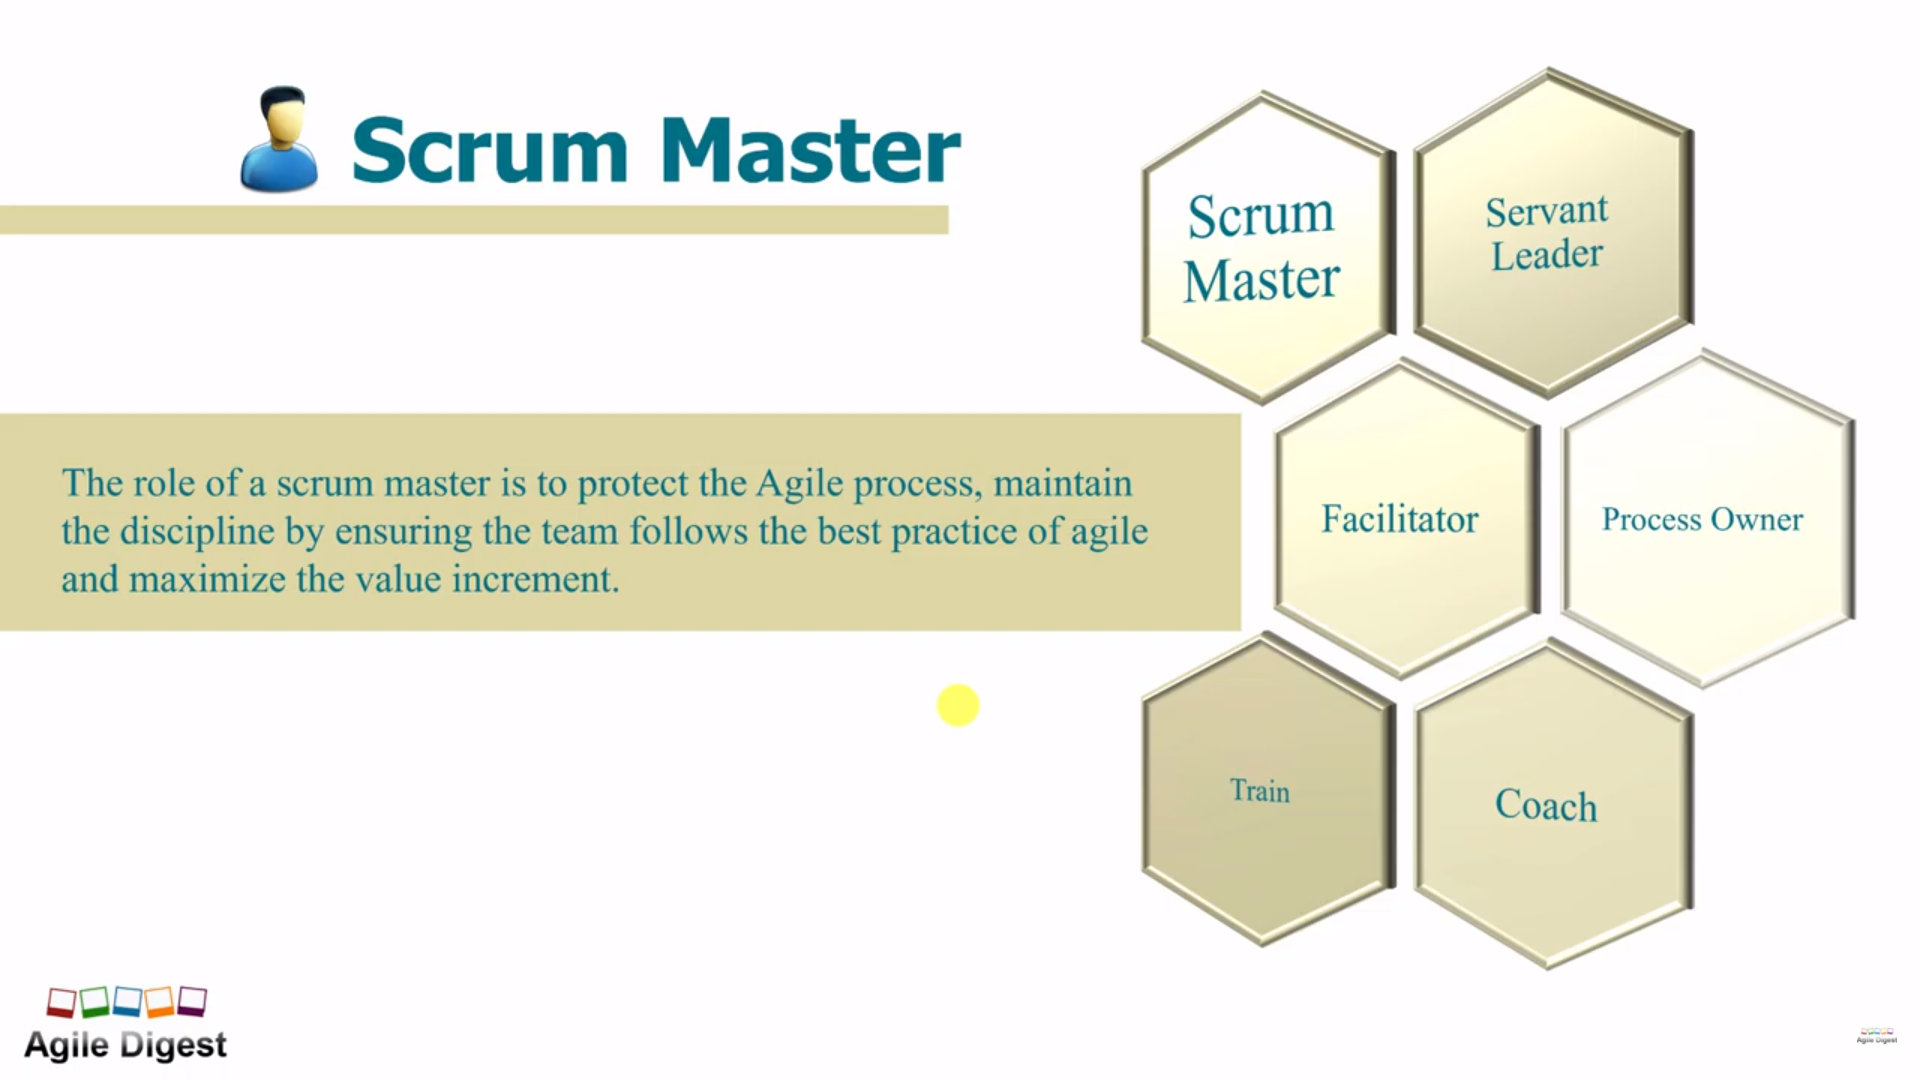 Scrum Master
The role of a scrum master is to protect the Agile process, maintain
the discipline by ensuring the team follows the best practice of agile
and maximize the value increment.
Scrum
Master
Servant
Leader
Facilitator
Process Owner
Train
Coach
Agile Digest
Agile Digest